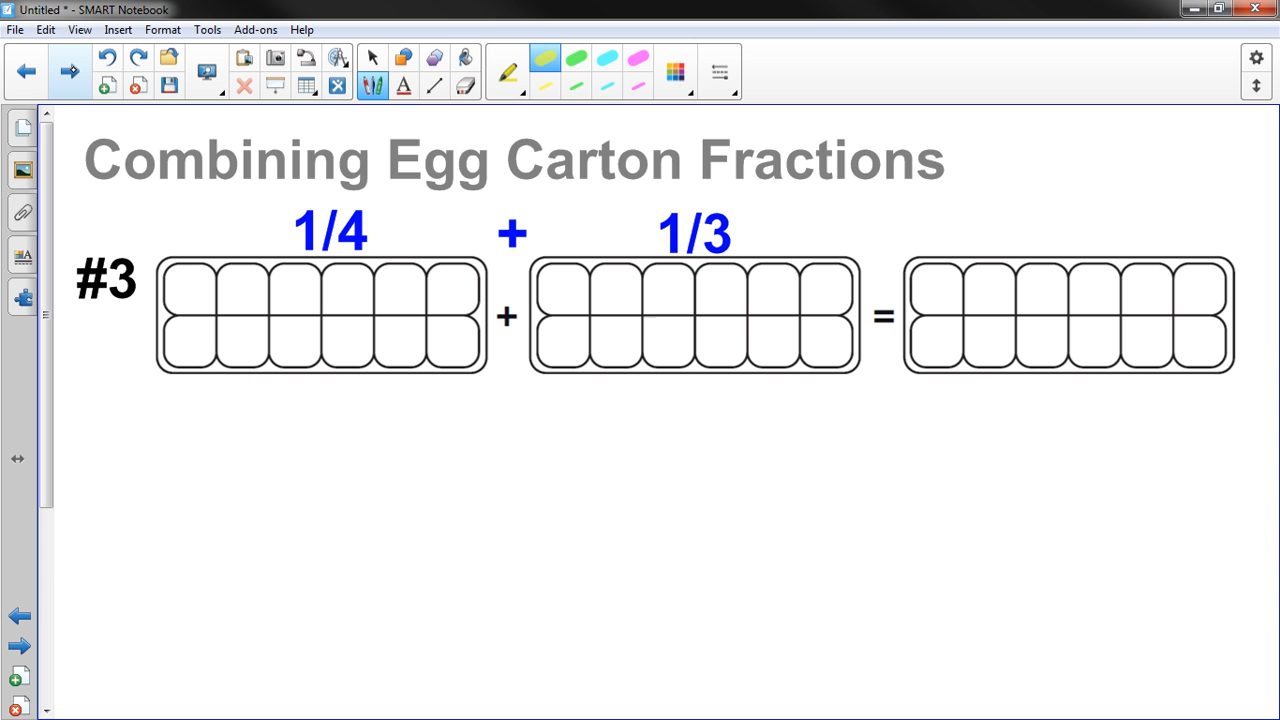 Untitled * - SMART Notebook
File Edit View Insert Format Tools Add-ons Help
Combining Egg Carton Fractions
1/4 + 1/3
#3
+ =